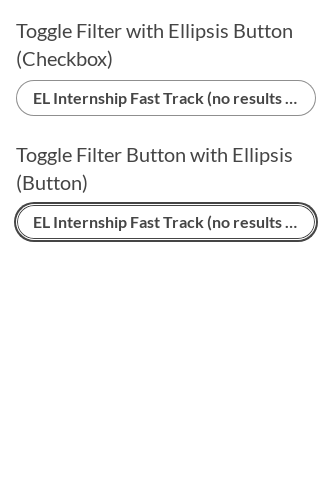 Toggle Filter with Ellipsis Button
(Checkbox)
EL Internship Fast Track (no results ...
Toggle Filter Button with Ellipsis
(Button)
EL Internship Fast Track (no results ...